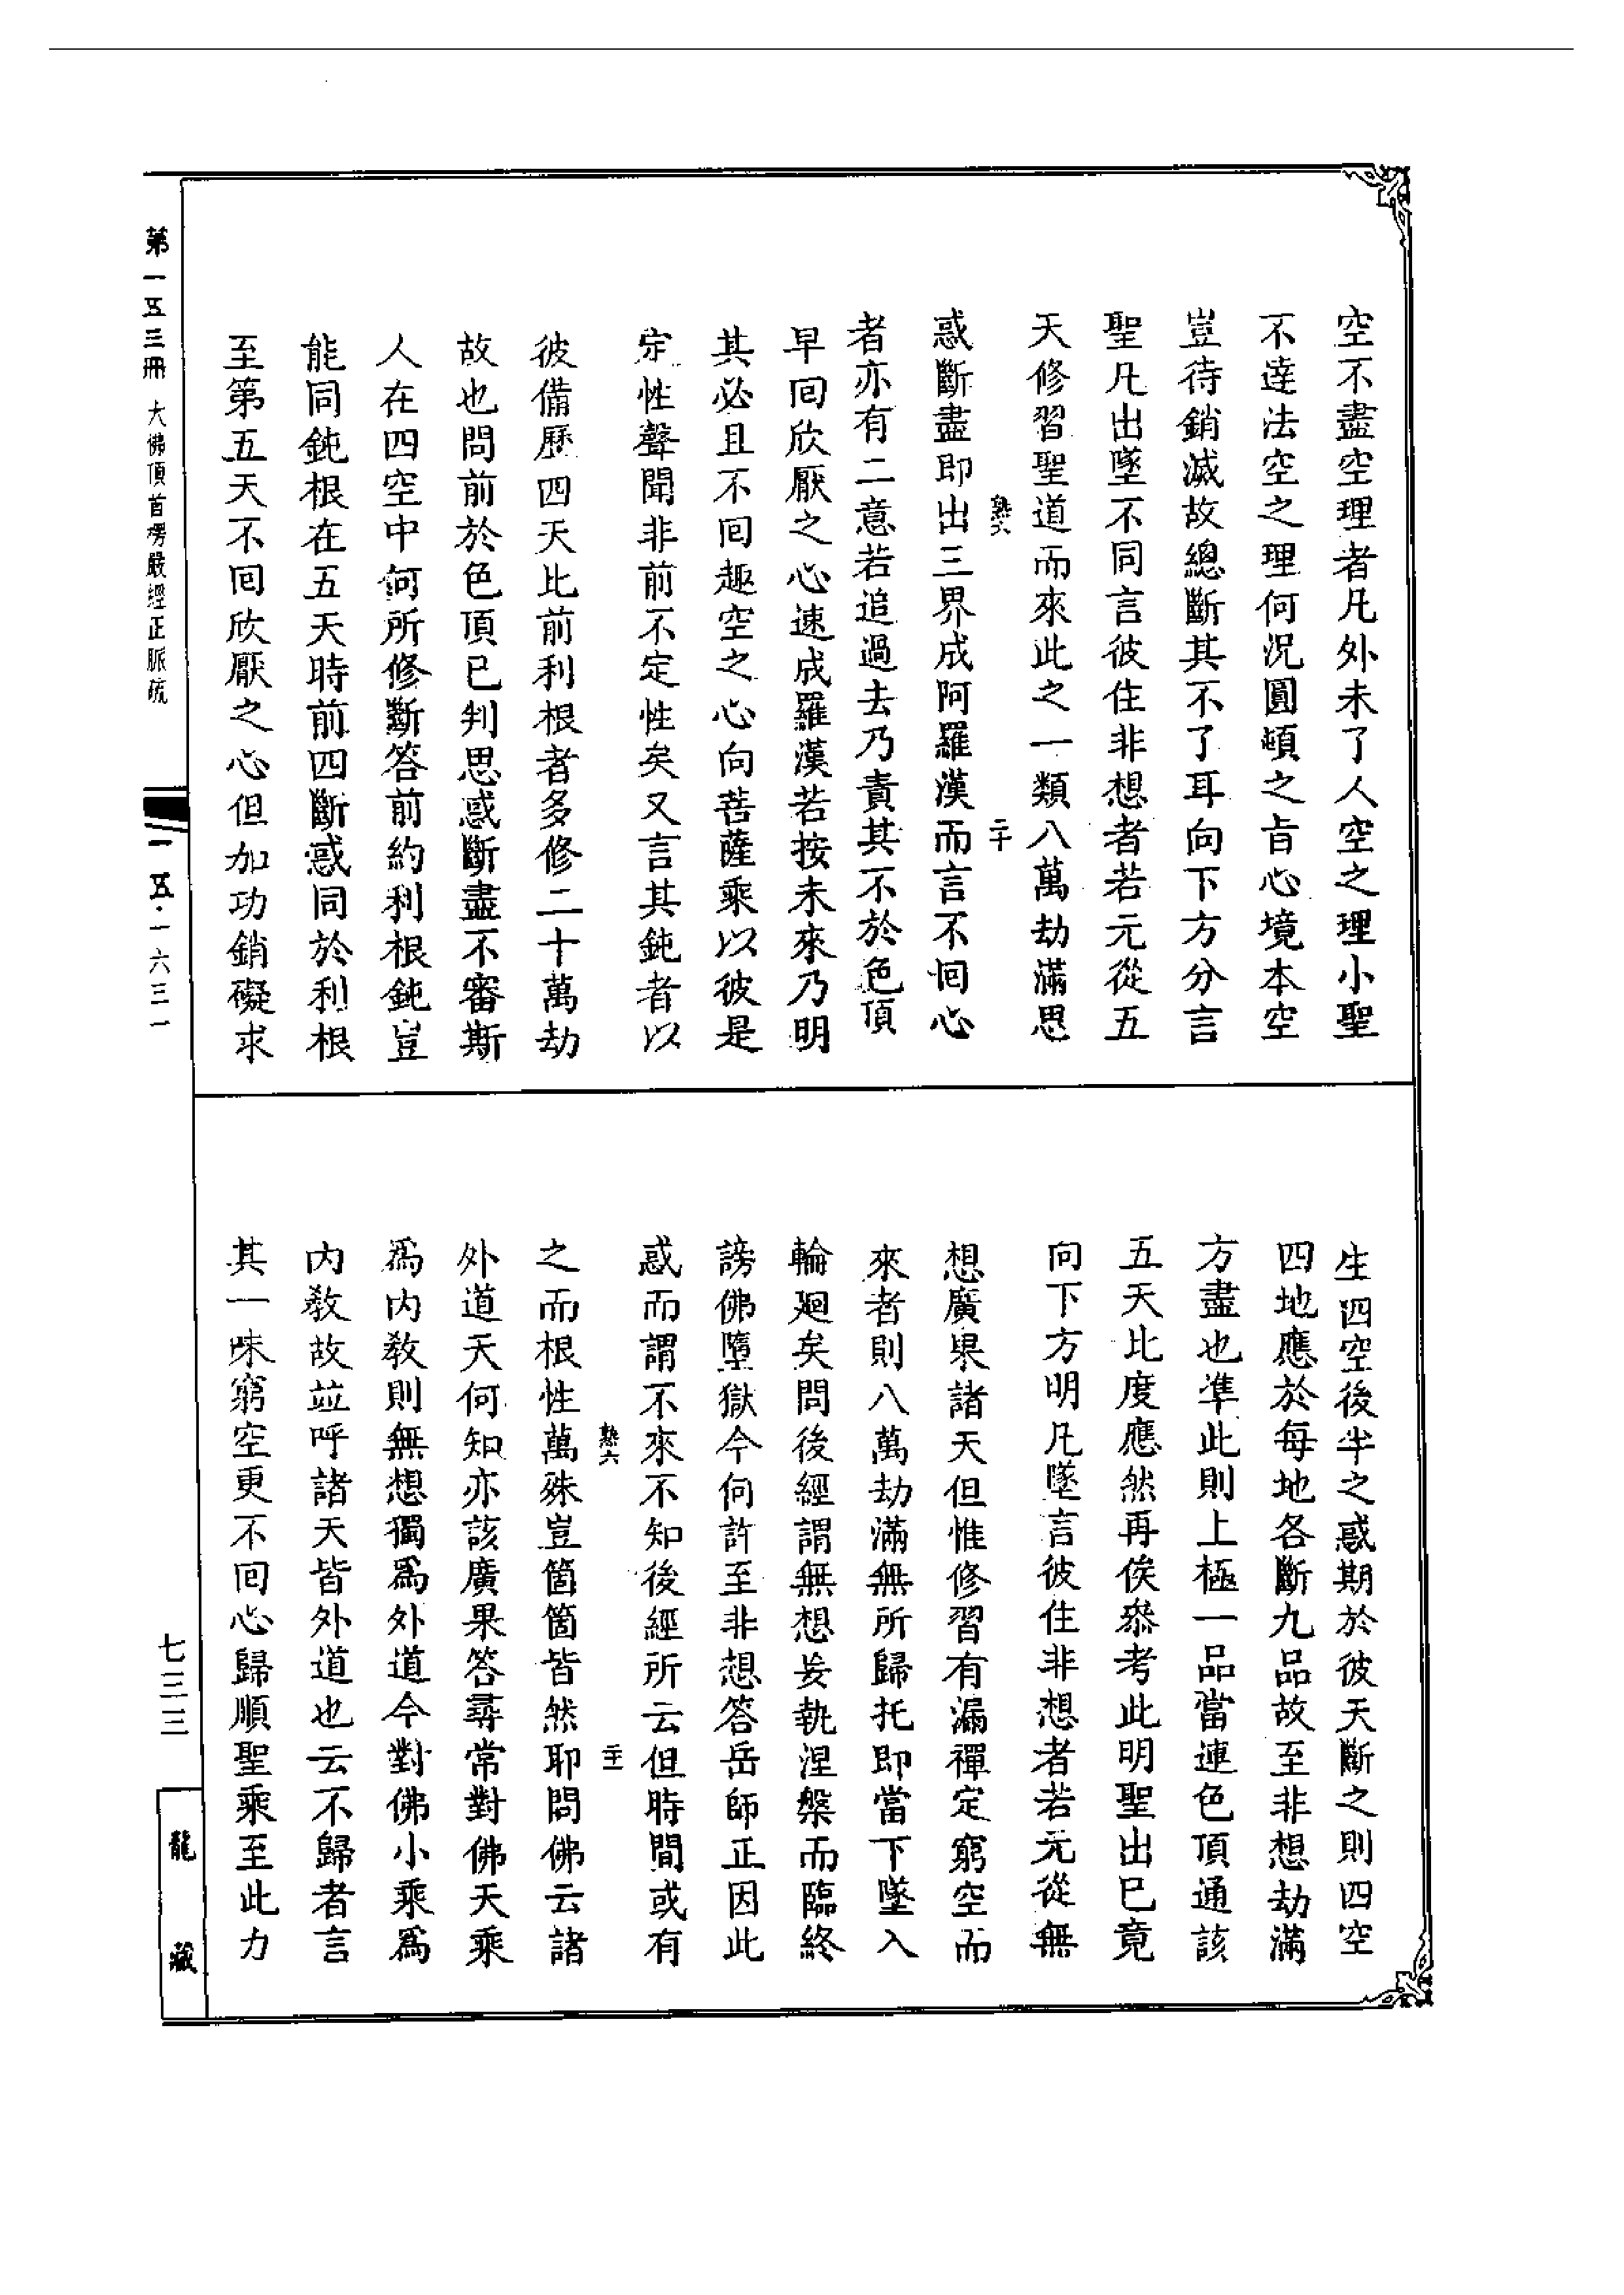 空不盡空理者凡外未了人空之理小聖
不達法空之理何況圓頓之旨心境本空
豈待銷滅故總斷其不了耳向下方分言
聖凡出墜不同言彼住非想者若元從五
天修習聖道而來此之一類八萬劫滿思
熟六
二十
惑斷盡即出三界成阿羅漢而言不回心
者亦有二意若追過去乃責其不於色頂
早回欣厭之心速成羅漢若按未來乃明
其必且不回趣空之心向菩薩乘以彼是
定性聲聞非前不定性矣又言其鈍者以
彼備歷四天比前利根者多修二十萬劫
故也問前於色頂已判思惑斷盡不審斯
人在四空中何所修斷答前約利根鈍豈
能同鈍根在五天時前四斷惑同於利根
至第五天不回欣厭之心但加功銷礙求
生四空後半之惑期於彼天斷之則四空
四地應於每地各斷九品故至非想劫滿
方盡也準此則上極一品當連色頂通該
五天比度應然再俟叅考此明聖出巳竟
向下方明凡墜言彼住非想者若元從無
想廣果諸天但惟修習有漏禪定窮空而
來者則八萬劫滿無所歸托即當下墜入
輪廻矣問後經謂無想妄執涅槃而臨終
謗佛墮獄今何許至非想答岳師正因此
惑而謂不來不知後經所云但時間或有
熟六
二十一
之而根性萬殊豈箇箇皆然耶問佛云諸
外道天何知亦該廣果答尋常對佛天乘
為內教則無想獨為外道今對佛小乘為
內教故並呼諸天皆外道也云不歸者言
其一味窮空更不回心歸順聖乘至此力
第一五三冊 大佛頂首楞嚴經正脈疏
一五·一六三一
七三三
龍藏